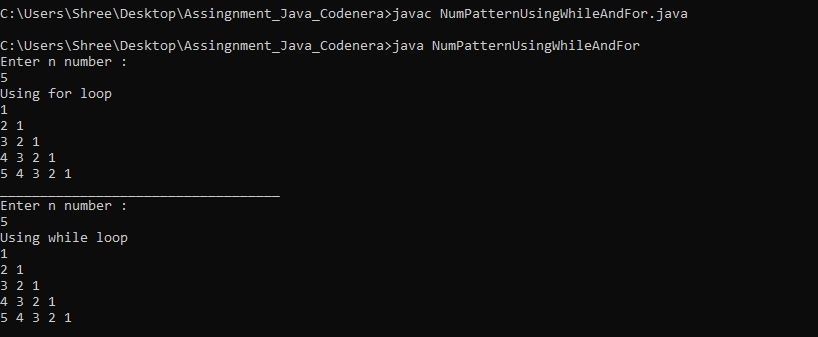 C:\Users\Shree\Desktop\Assingnment_Java_Codenera>javac NumPatternUsingWhileAndFor.java
C:\Users\Shree\Desktop\Assingnment_Java_Codenera>java NumPatternUsingWhileAndFor
Enter n number :
5
Using for loop
1
2 1
3 2 1
4 3 2 1
5 4 3 2 1
___________________________________
Enter n number :
5
Using while loop
1
2 1
3 2 1
4 3 2 1
5 4 3 2 1